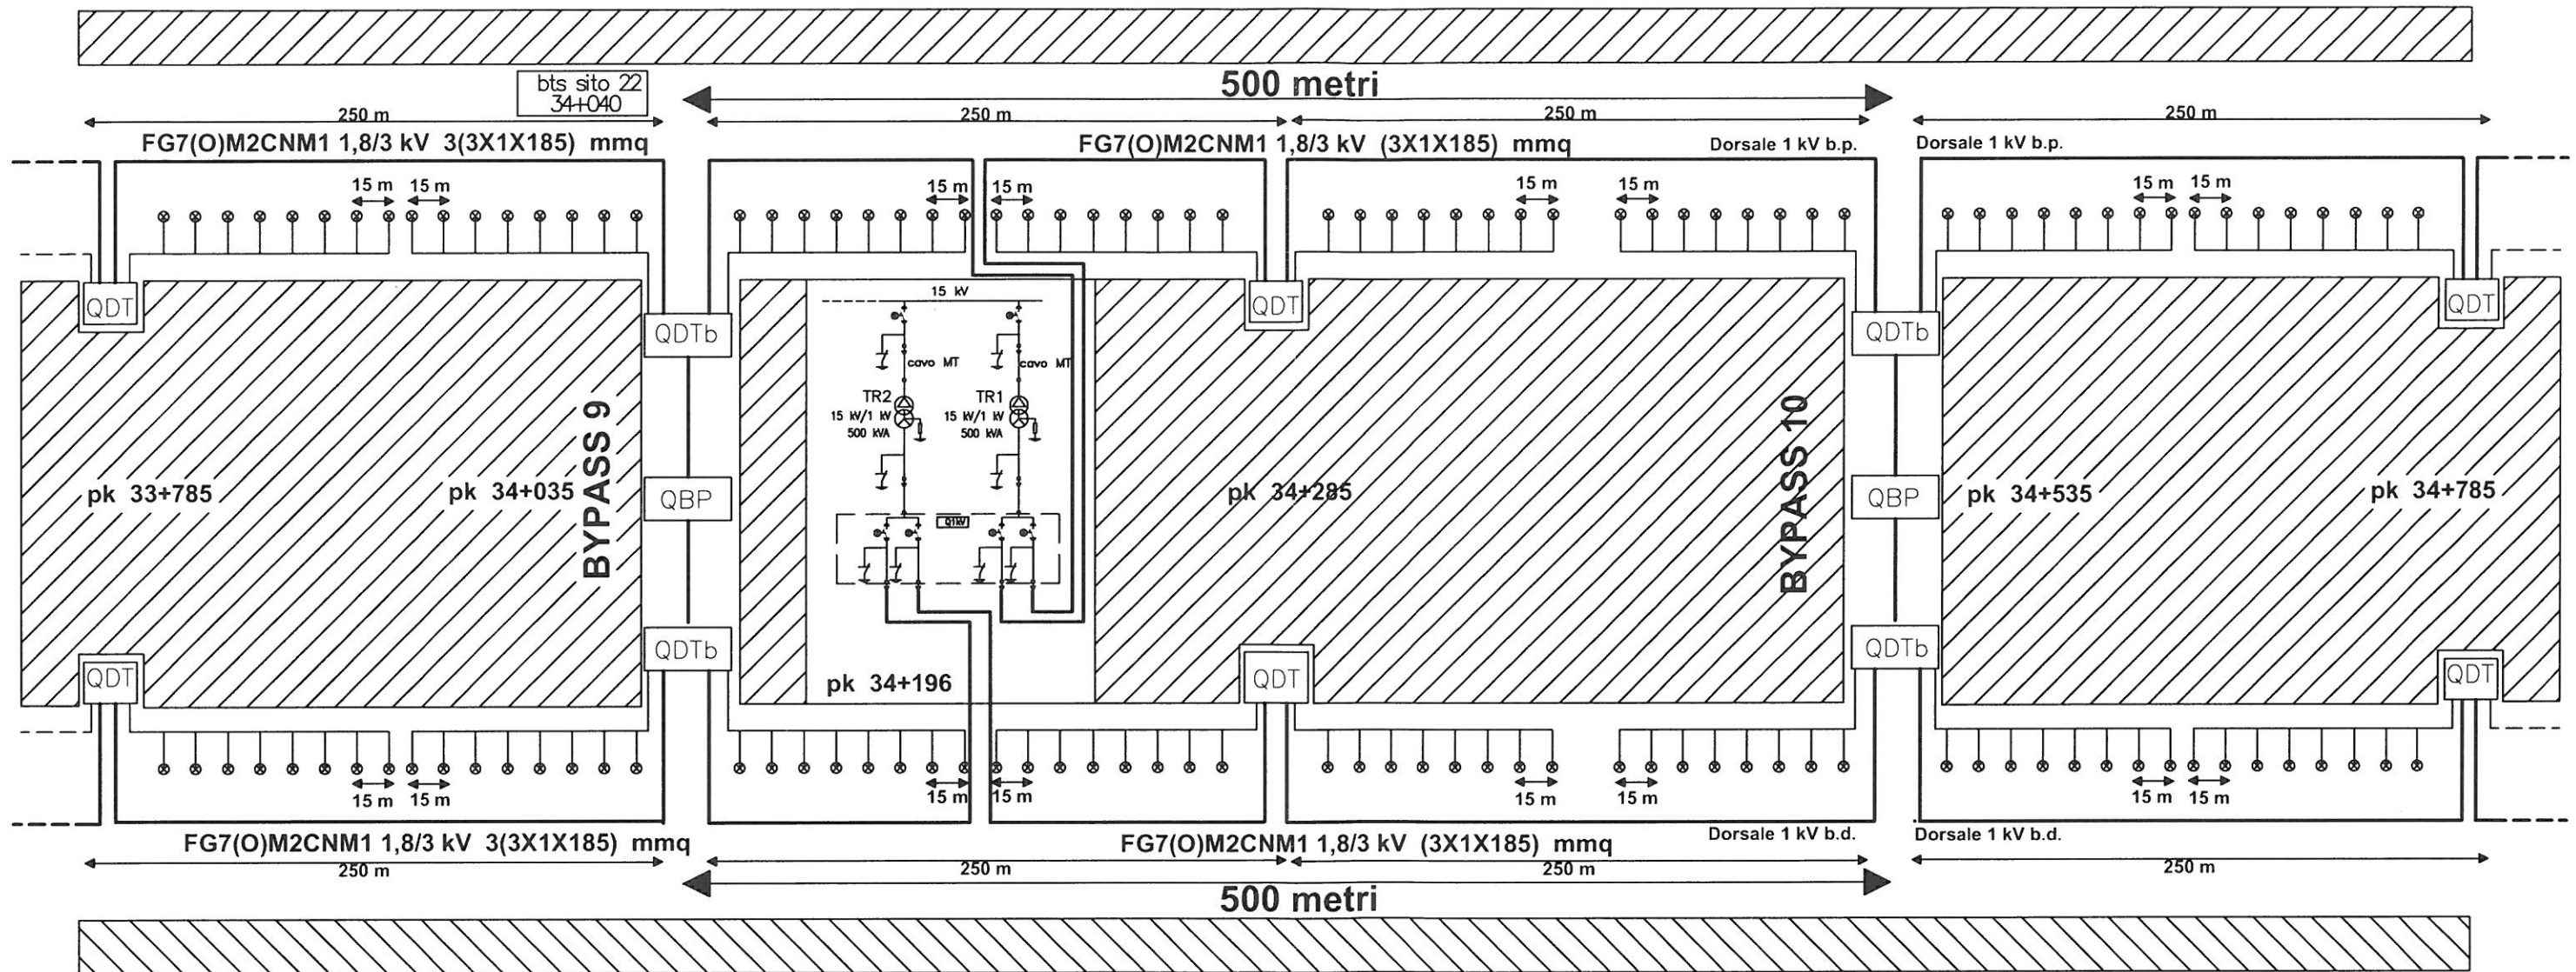 500 metri
bts sito 22
34+040
250 m
250 m
250 m
250 m
FG7(O)M2CNM1 1,8/3 kV 3(3X1X185) mmq
FG7(O)M2CNM1 1,8/3 kV (3X1X185) mmq
Dorsale 1 kV b.p.
Dorsale 1 kV b.p.
15 m
15 m
15 m
15 m
15 m
15 m
15 m
15 m
QDT
QDTb
15 kV
QDT
QDTb
QDT
cavo MT
cavo MT
TR2
15 kV/1 kV
500 kVA
TR1
15 kV/1 kV
500 kVA
BYPASS 9
BYPASS 10
pk 33+785
pk 34+035
QBP
pk 34+285
QBP
pk 34+535
pk 34+785
Q1kV
QDT
QDTb
pk 34+196
QDT
QDTb
QDT
15 m
15 m
15 m
15 m
15 m
15 m
15 m
15 m
Dorsale 1 kV b.d.
Dorsale 1 kV b.d.
FG7(O)M2CNM1 1,8/3 kV 3(3X1X185) mmq
FG7(O)M2CNM1 1,8/3 kV (3X1X185) mmq
250 m
250 m
250 m
250 m
500 metri